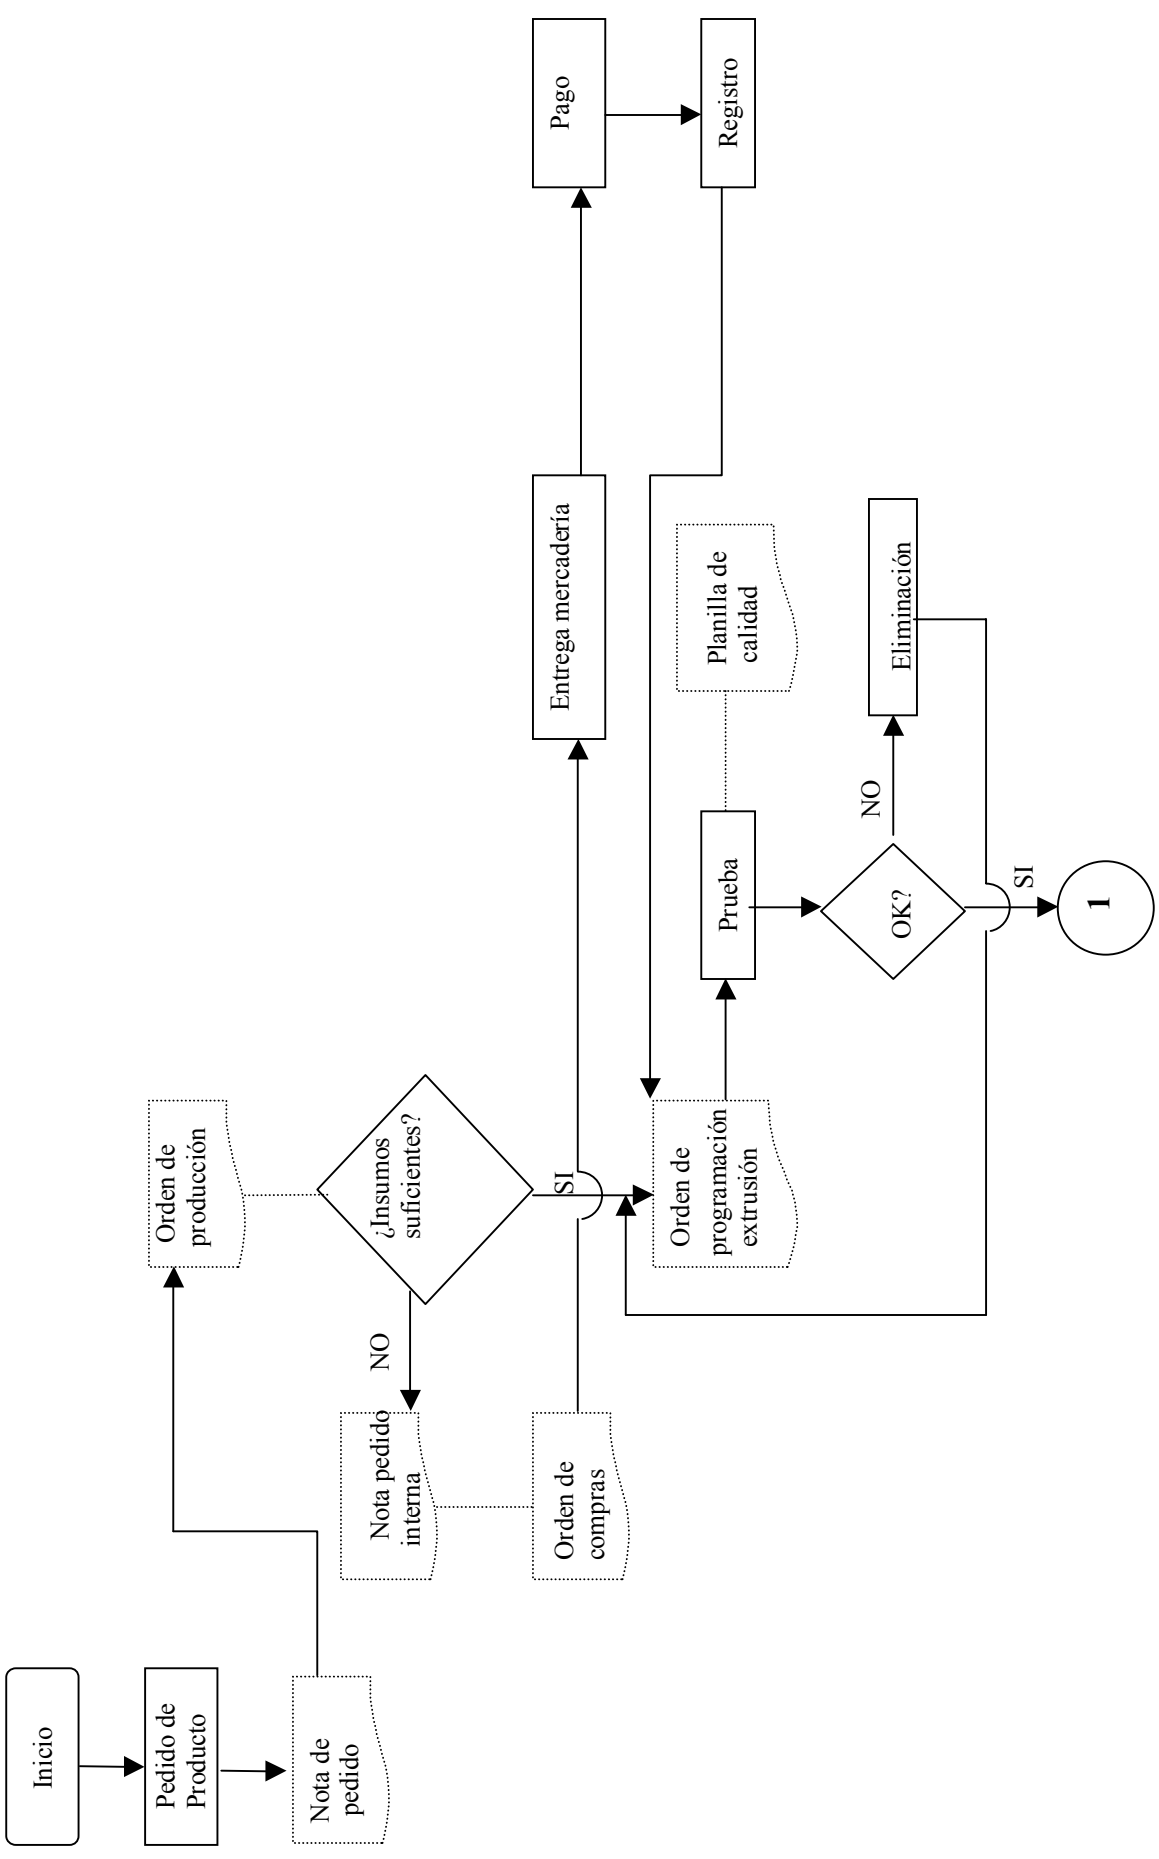 Inicio
Pedido de
Producto
Nota de
pedido
Orden de
producción
¿Insumos
suficientes?
NO
SI
Nota pedido
interna
Orden de
compras
Entrega mercadería
Pago
Registro
Orden de
programación
extrusión
Prueba
Planilla de
calidad
OK?
NO
Eliminación
SI
1